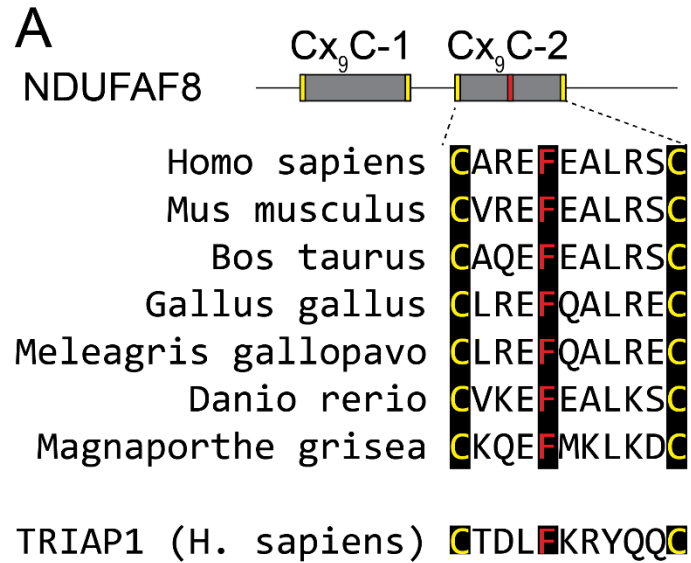 A
Cx9C-1 Cx9C-2
NDUFAF8
Homo sapiens CAREFEALRSC
Mus musculus CVREFEALRSC
Bos taurus CAQEFEALRSC
Gallus gallus CLREFQALREC
Meleagris gallopavo CLREFQALREC
Danio rerio CVKEFEALKSC
Magnaporthe grisea CKQEFMKLKDC
TRIAP1 (H. sapiens) CTDLFKRYQQC